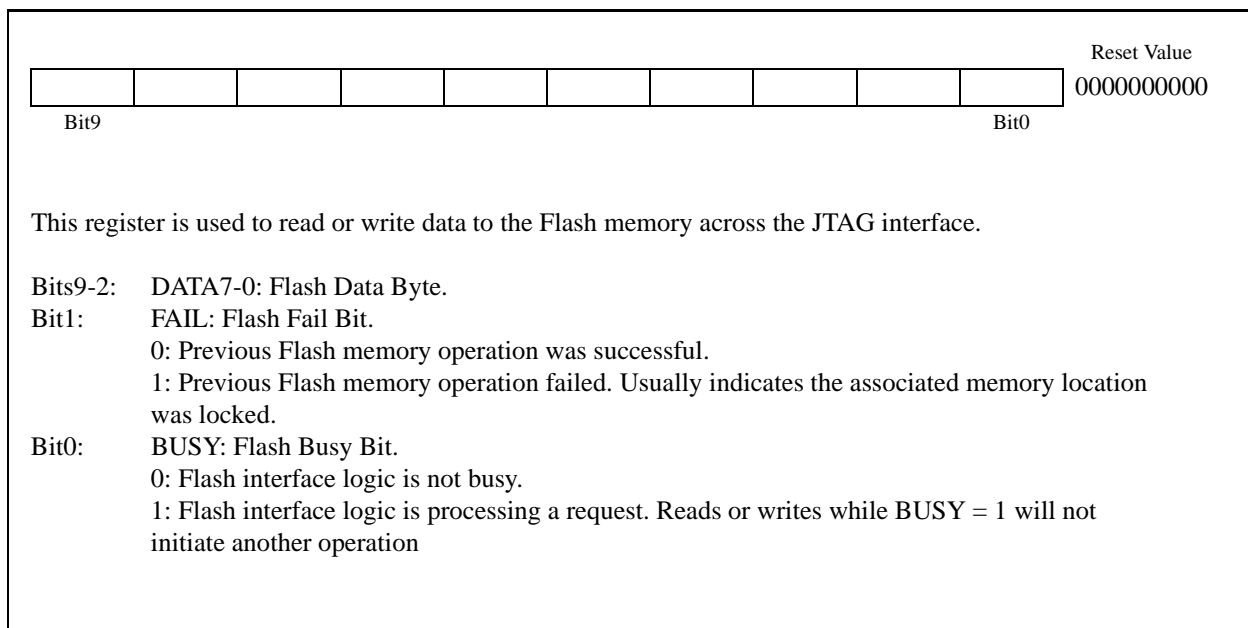 Reset Value
0000000000
Bit9 Bit0
This register is used to read or write data to the Flash memory across the JTAG interface.
Bits9-2: DATA7-0: Flash Data Byte.
Bit1: FAIL: Flash Fail Bit.
0: Previous Flash memory operation was successful.
1: Previous Flash memory operation failed. Usually indicates the associated memory location
was locked.
Bit0: BUSY: Flash Busy Bit.
0: Flash interface logic is not busy.
1: Flash interface logic is processing a request. Reads or writes while BUSY = 1 will not
initiate another operation